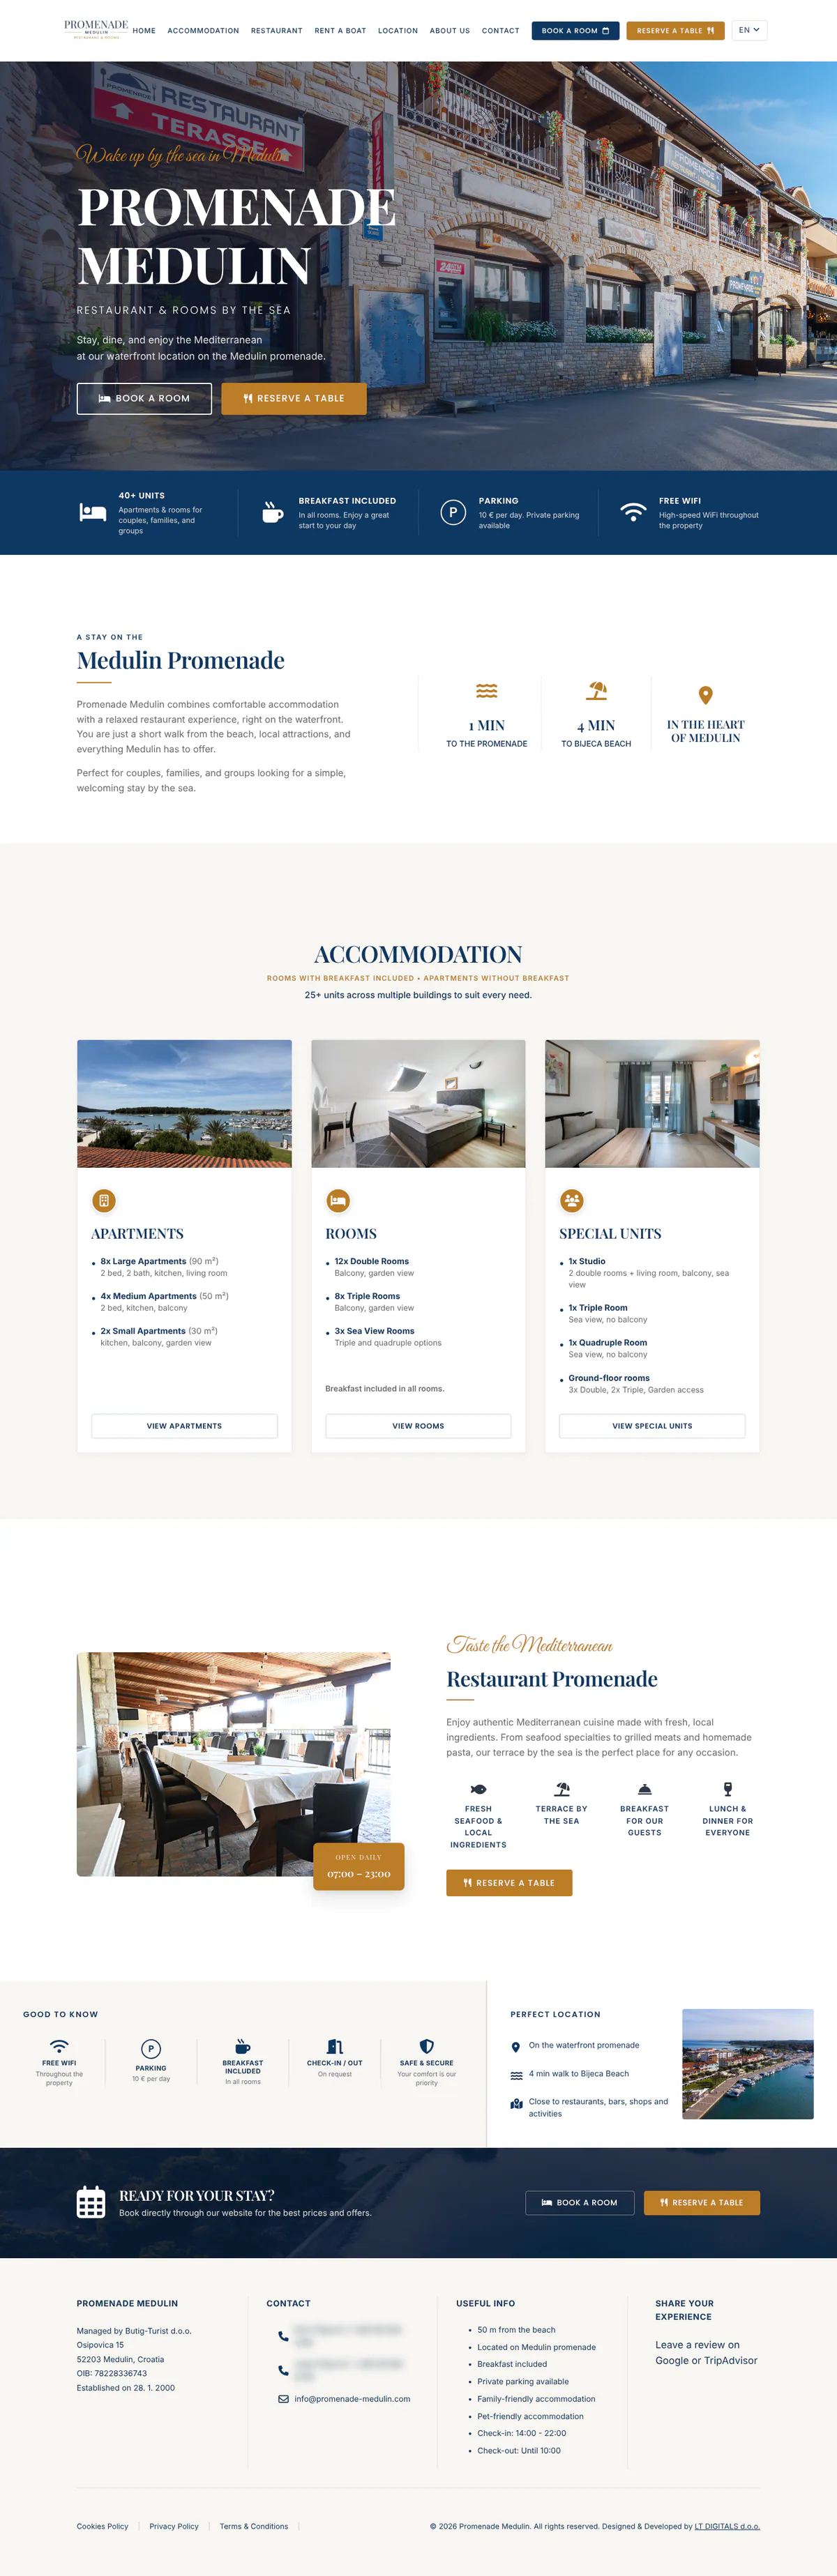 PROMENADE
MEDULIN
RESTAURANT & ROOMS
HOME
ACCOMMODATION
RESTAURANT
RENT A BOAT
LOCATION
ABOUT US
CONTACT
BOOK A ROOM
RESERVE A TABLE
EN
PROMENADE
RESTAURANT
TERASSE
Wake up by the sea in Medulin
PROMENADE
MEDULIN
RESTAURANT & ROOMS BY THE SEA
Stay, dine, and enjoy the Mediterranean
at our waterfront location on the Medulin promenade.
BOOK A ROOM
RESERVE A TABLE
24 ATM
40+ UNITS
Apartments & rooms for
couples, families, and
groups
BREAKFAST INCLUDED
In all rooms. Enjoy a great
start to your day
P
PARKING
10 € per day. Private parking
available
FREE WIFI
High-speed WiFi throughout
the property
A STAY ON THE
Medulin Promenade
Promenade Medulin combines comfortable accommodation
with a relaxed restaurant experience, right on the waterfront.
You are just a short walk from the beach, local attractions, and
everything Medulin has to offer.
Perfect for couples, families, and groups looking for a simple,
welcoming stay by the sea.
1 MIN
TO THE PROMENADE
4 MIN
TO BIJECA BEACH
IN THE HEART
OF MEDULIN
ACCOMMODATION
ROOMS WITH BREAKFAST INCLUDED • APARTMENTS WITHOUT BREAKFAST
25+ units across multiple buildings to suit every need.
APARTMENTS
• 8x Large Apartments (90 m²)
2 bed, 2 bath, kitchen, living room
• 4x Medium Apartments (50 m²)
2 bed, kitchen, balcony
• 2x Small Apartments (30 m²)
kitchen, balcony, garden view
VIEW APARTMENTS
ROOMS
• 12x Double Rooms
Balcony, garden view
• 8x Triple Rooms
Balcony, garden view
• 3x Sea View Rooms
Triple and quadruple options
Breakfast included in all rooms.
VIEW ROOMS
SPECIAL UNITS
• 1x Studio
2 double rooms + living room, balcony, sea
view
• 1x Triple Room
Sea view, no balcony
• 1x Quadruple Room
Sea view, no balcony
• Ground-floor rooms
3x Double, 2x Triple, Garden access
VIEW SPECIAL UNITS
OPEN DAILY
07:00 – 23:00
Taste the Mediterranean
Restaurant Promenade
Enjoy authentic Mediterranean cuisine made with fresh, local
ingredients. From seafood specialties to grilled meats and homemade
pasta, our terrace by the sea is the perfect place for any occasion.
FRESH
SEAFOOD &
LOCAL
INGREDIENTS
TERRACE BY
THE SEA
BREAKFAST
FOR OUR
GUESTS
LUNCH &
DINNER FOR
EVERYONE
RESERVE A TABLE
GOOD TO KNOW
FREE WIFI
Throughout the
property
P
PARKING
10 € per day
BREAKFAST
INCLUDED
In all rooms
CHECK-IN / OUT
On request
SAFE & SECURE
Your comfort is our
priority
PERFECT LOCATION
On the waterfront promenade
4 min walk to Bijeca Beach
Close to restaurants, bars, shops and
activities
READY FOR YOUR STAY?
Book directly through our website for the best prices and offers.
BOOK A ROOM
RESERVE A TABLE
PROMENADE MEDULIN
Managed by Butig-Turist d.o.o.
Osipovica 15
52203 Medulin, Croatia
OIB: 78228336743
Established on 28. 1. 2000
CONTACT
info@promenade-medulin.com
USEFUL INFO
• 50 m from the beach
• Located on Medulin promenade
• Breakfast included
• Private parking available
• Family-friendly accommodation
• Pet-friendly accommodation
• Check-in: 14:00 - 22:00
• Check-out: Until 10:00
SHARE YOUR
EXPERIENCE
Leave a review on
Google or TripAdvisor
Cookies Policy
Privacy Policy
Terms & Conditions
© 2026 Promenade Medulin. All rights reserved. Designed & Developed by LT DIGITALS d.o.o.